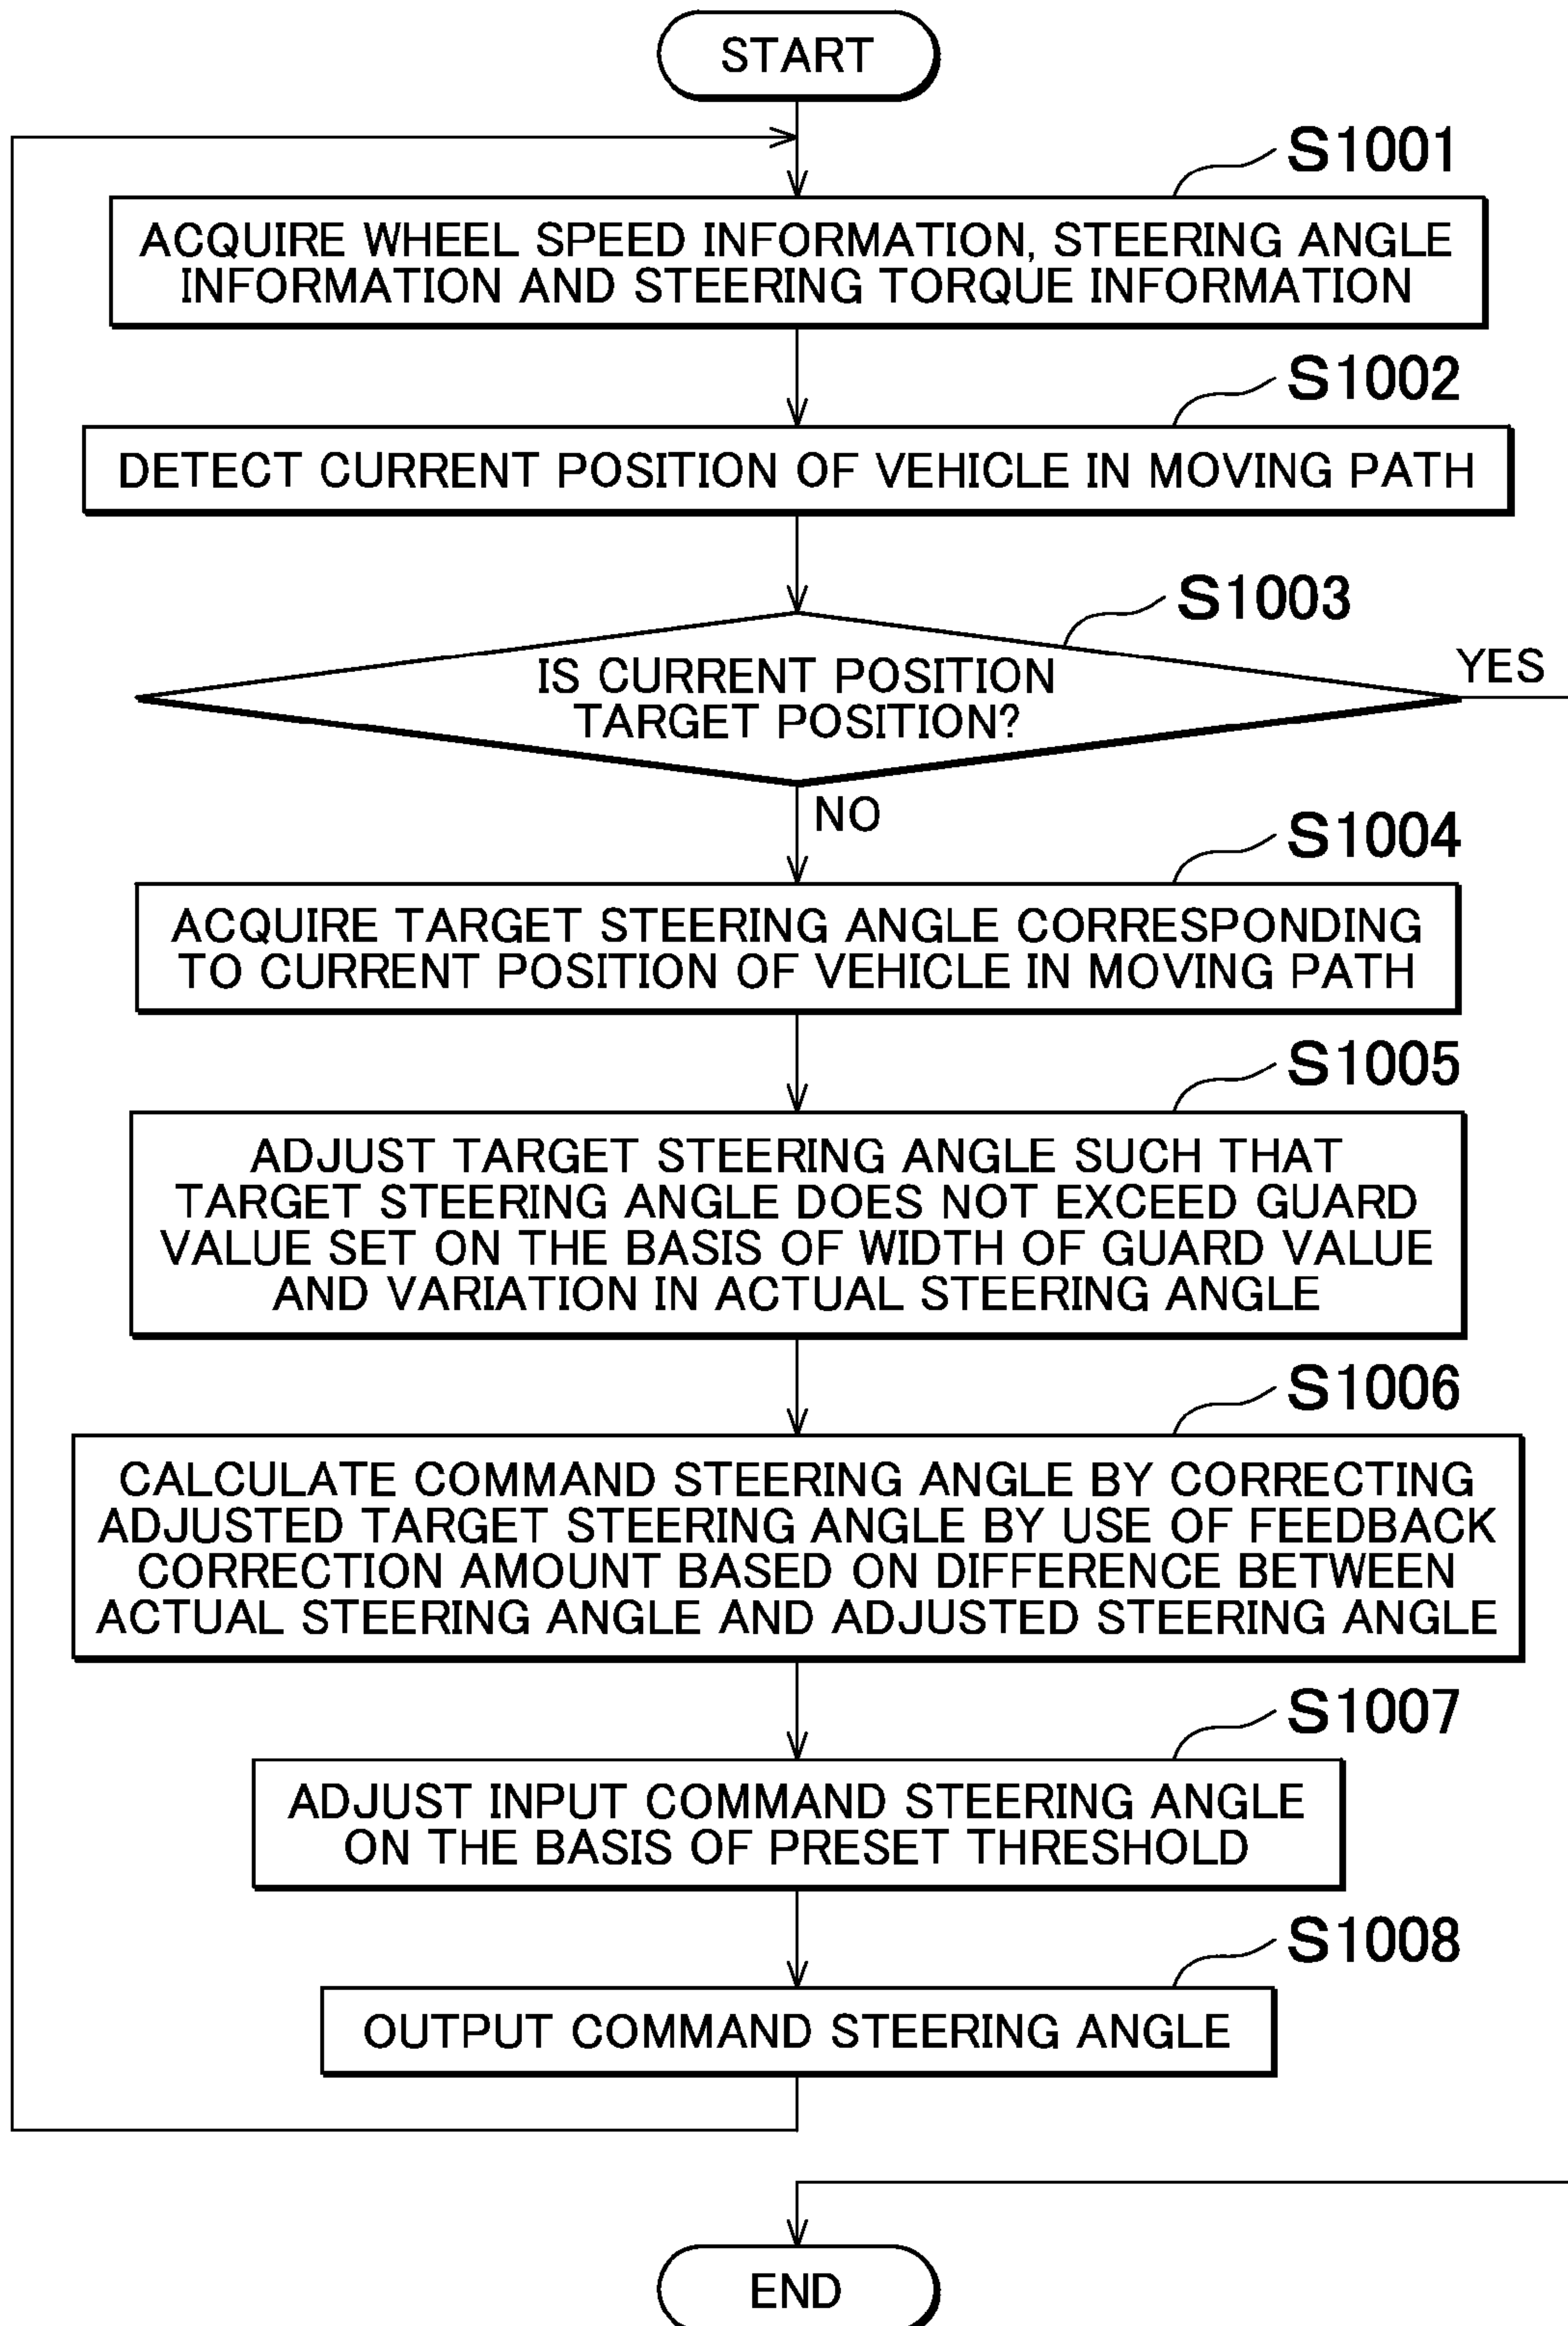 START
S1001
ACQUIRE WHEEL SPEED INFORMATION, STEERING ANGLE
INFORMATION AND STEERING TORQUE INFORMATION
S1002
DETECT CURRENT POSITION OF VEHICLE IN MOVING PATH
S1003
IS CURRENT POSITION
TARGET POSITION?
YES
NO
S1004
ACQUIRE TARGET STEERING ANGLE CORRESPONDING
TO CURRENT POSITION OF VEHICLE IN MOVING PATH
S1005
ADJUST TARGET STEERING ANGLE SUCH THAT
TARGET STEERING ANGLE DOES NOT EXCEED GUARD
VALUE SET ON THE BASIS OF WIDTH OF GUARD VALUE
AND VARIATION IN ACTUAL STEERING ANGLE
S1006
CALCULATE COMMAND STEERING ANGLE BY CORRECTING
ADJUSTED TARGET STEERING ANGLE BY USE OF FEEDBACK
CORRECTION AMOUNT BASED ON DIFFERENCE BETWEEN
ACTUAL STEERING ANGLE AND ADJUSTED STEERING ANGLE
S1007
ADJUST INPUT COMMAND STEERING ANGLE
ON THE BASIS OF PRESET THRESHOLD
S1008
OUTPUT COMMAND STEERING ANGLE
END